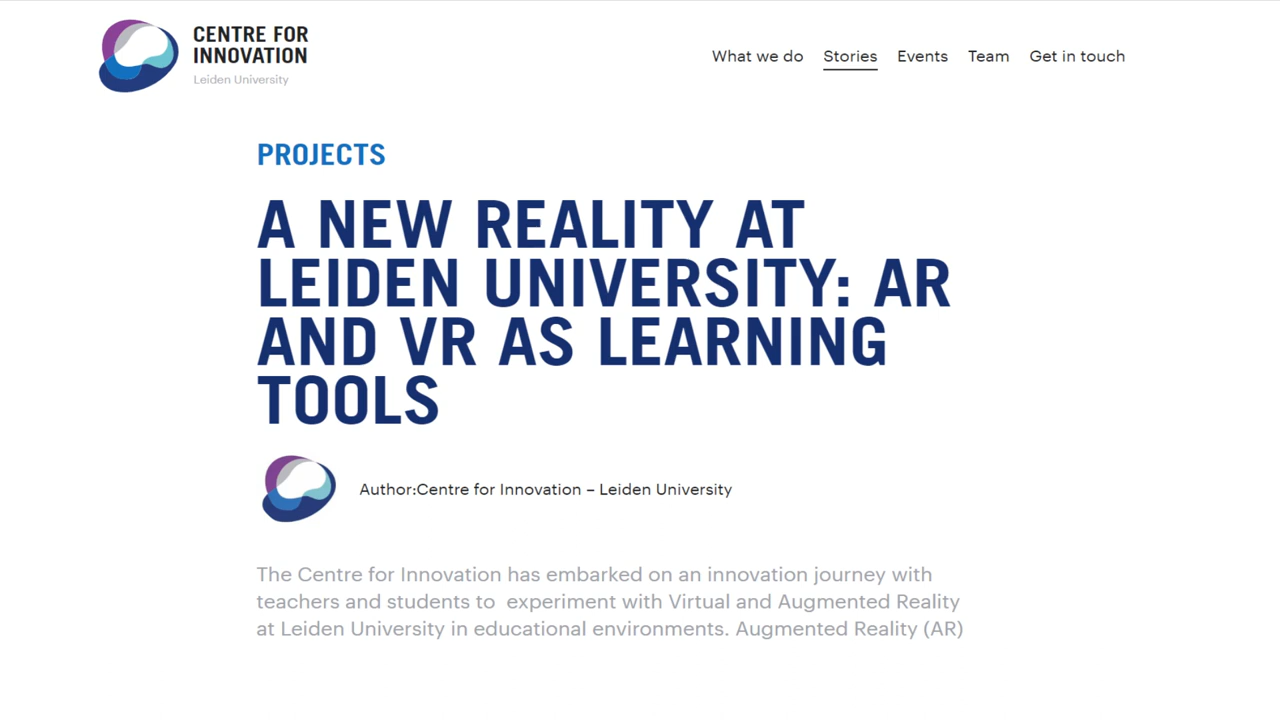 CENTRE FOR
INNOVATION
Leiden University
What we do Stories Events Team Get in touch
PROJECTS
A NEW REALITY AT
LEIDEN UNIVERSITY: AR
AND VR AS LEARNING
TOOLS
Author:Centre for Innovation – Leiden University
The Centre for Innovation has embarked on an innovation journey with
teachers and students to  experiment with Virtual and Augmented Reality
at Leiden University in educational environments. Augmented Reality (AR)